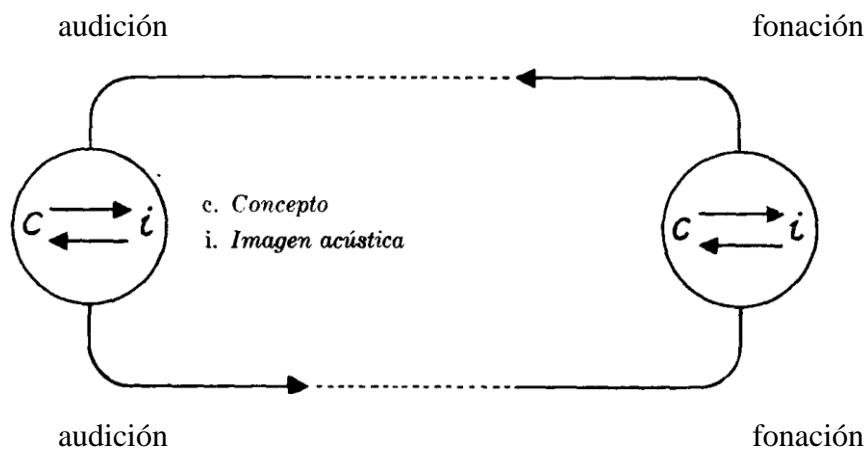 audición fonación
C i
c. Concepto
i. Imagen acústica
C i
audición fonación